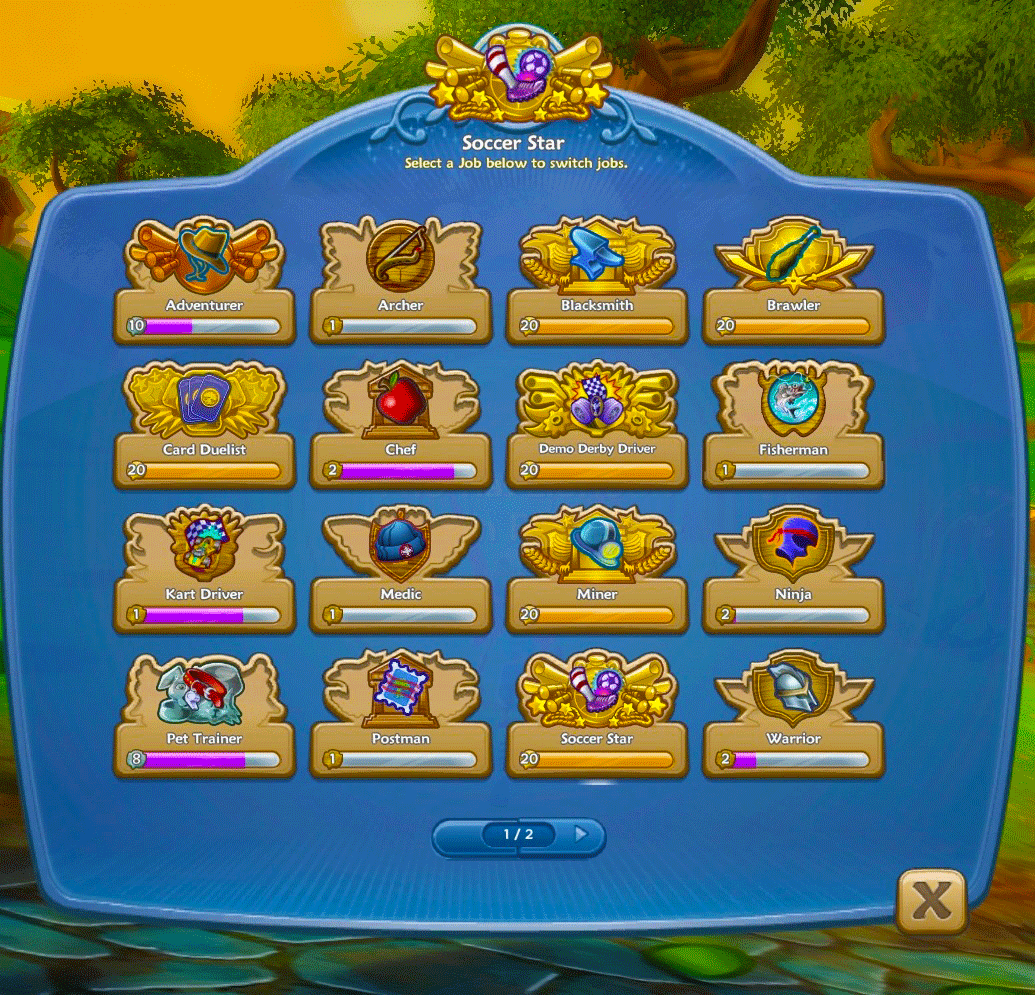 Soccer Star
Select a Job below to switch jobs.
Adventurer
10
Archer
1
Blacksmith
20
Brawler
20
Card Duelist
20
Chef
2
Demo Derby Driver
20
Fisherman
1
Kart Driver
1
Medic
1
Miner
20
Ninja
2
Pet Trainer
8
Postman
1
Soccer Star
20
Warrior
2
1 / 2
X